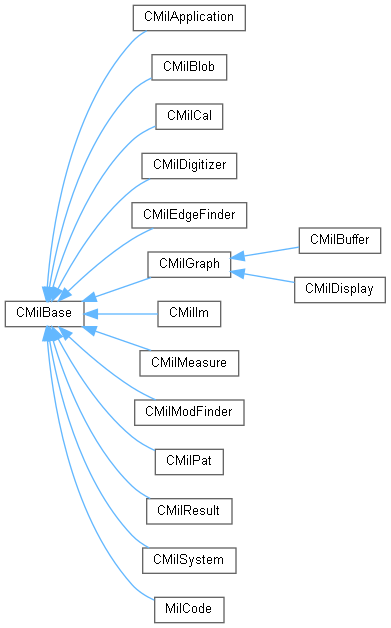 CMilApplication
CMilBlob
CMilCal
CMilDigitizer
CMilEdgeFinder
CMilBuffer
CMilGraph
CMilDisplay
CMilBase
CMilIm
CMilMeasure
CMilModFinder
CMilPat
CMilResult
CMilSystem
MilCode